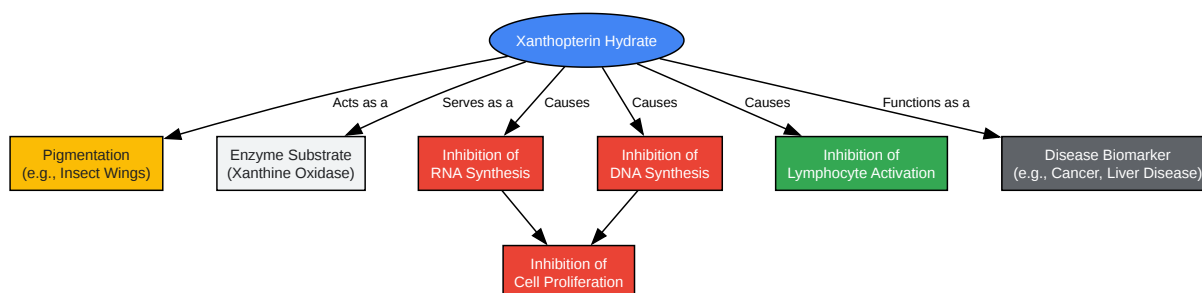 Xanthopterin Hydrate
Acts as a
Serves as a
Causes
Causes
Causes
Functions as a
Pigmentation
(e.g., Insect Wings)
Enzyme Substrate
(Xanthine Oxidase)
Inhibition of
RNA Synthesis
Inhibition of
DNA Synthesis
Inhibition of
Lymphocyte Activation
Disease Biomarker
(e.g., Cancer, Liver Disease)
Inhibition of
Cell Proliferation